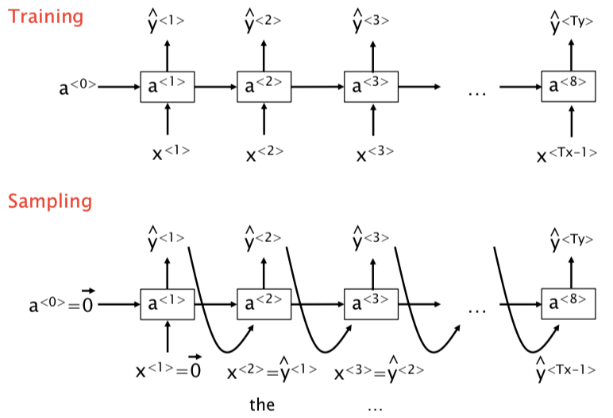 Training
ŷ<1> ŷ<2> ŷ<3> ŷ<Ty>
a<0> a<1> a<2> a<3> ... a<8>
x<1> x<2> x<3> x<Tx-1>
Sampling
ŷ<1> ŷ<2> ŷ<3> ŷ<Ty>
a<0>=0⃗ a<1> a<2> a<3> ... a<8>
x<1>=0⃗ x<2>=ŷ<1> x<3>=ŷ<2> ŷ<Tx-1>
the ...